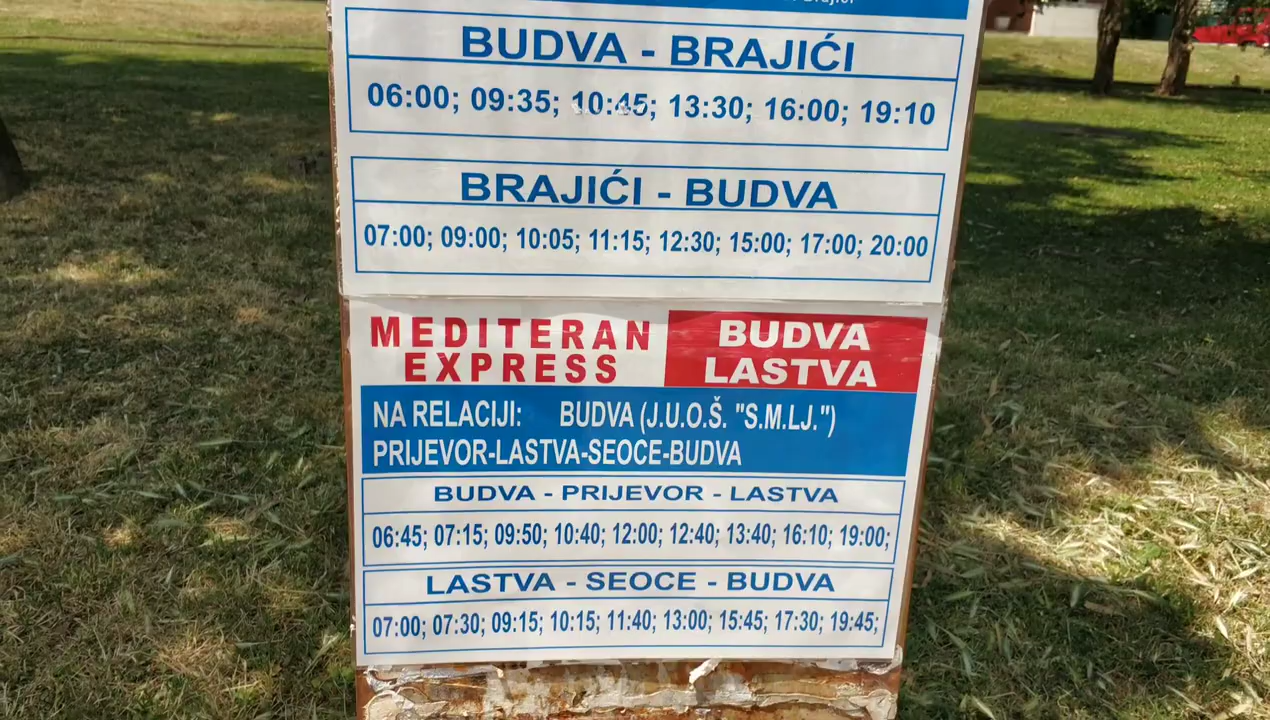 BUDVA - BRAJIĆI
06:00; 09:35; 10:45; 13:30; 16:00; 19:10
BRAJIĆI - BUDVA
07:00; 09:00; 10:05; 11:15; 12:30; 15:00; 17:00; 20:00
MEDITERAN
EXPRESS
BUDVA
LASTVA
NA RELACIJI: BUDVA (J.U.O.Š. "S.M.LJ.")
PRIJEVOR-LASTVA-SEOCE-BUDVA
BUDVA - PRIJEVOR - LASTVA
06:45; 07:15; 09:50; 10:40; 12:00; 12:40; 13:40; 16:10; 19:00;
LASTVA - SEOCE - BUDVA
07:00; 07:30; 09:15; 10:15; 11:40; 13:00; 15:45; 17:30; 19:45;